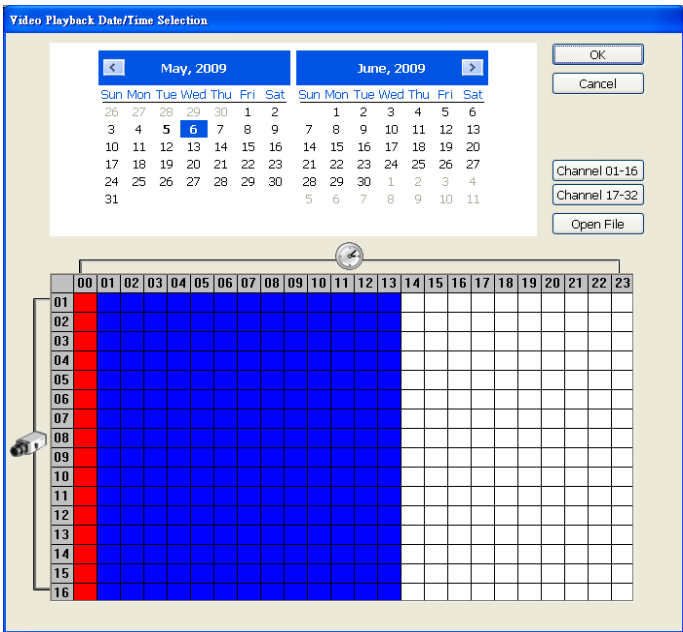 Video Playback Date/Time Selection
May, 2009
Sun Mon Tue Wed Thu Fri Sat
26 27 28 29 30 1 2
3 4 5 6 7 8 9
10 11 12 13 14 15 16
17 18 19 20 21 22 23
24 25 26 27 28 29 30
31
June, 2009
Sun Mon Tue Wed Thu Fri Sat
1 2 3 4 5 6
7 8 9 10 11 12 13
14 15 16 17 18 19 20
21 22 23 24 25 26 27
28 29 30 1 2 3 4
5 6 7 8 9 10 11
OK
Cancel
Channel 01-16
Channel 17-32
Open File
00 01 02 03 04 05 06 07 08 09 10 11 12 13 14 15 16 17 18 19 20 21 22 23
01
02
03
04
05
06
07
08
09
10
11
12
13
14
15
16